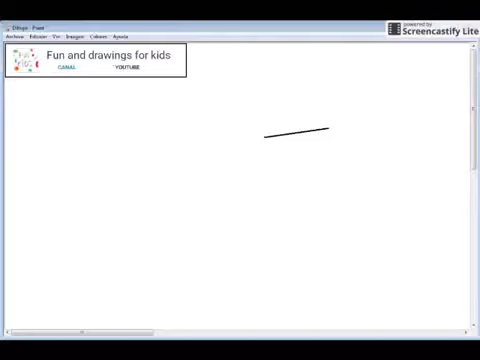 Dibujo - Paint
powered by
Screencastify Lite
Archivo Edición Ver Imagen Colores Ayuda
Fun and drawings for kids
CANAL YOUTUBE